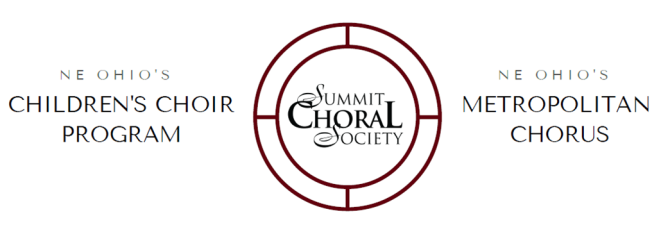 NE OHIO'S
CHILDREN'S CHOIR
PROGRAM
SUMMIT
CHORAL
SOCIETY
NE OHIO'S
METROPOLITAN
CHORUS